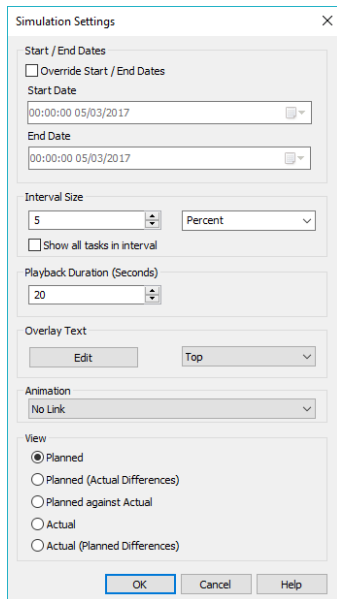 Simulation Settings
Start / End Dates
Override Start / End Dates
Start Date
00:00:00 05/03/2017
End Date
00:00:00 05/03/2017
Interval Size
5 Percent
Show all tasks in interval
Playback Duration (Seconds)
20
Overlay Text
Edit Top
Animation
No Link
View
Planned
Planned (Actual Differences)
Planned against Actual
Actual
Actual (Planned Differences)
OK Cancel Help